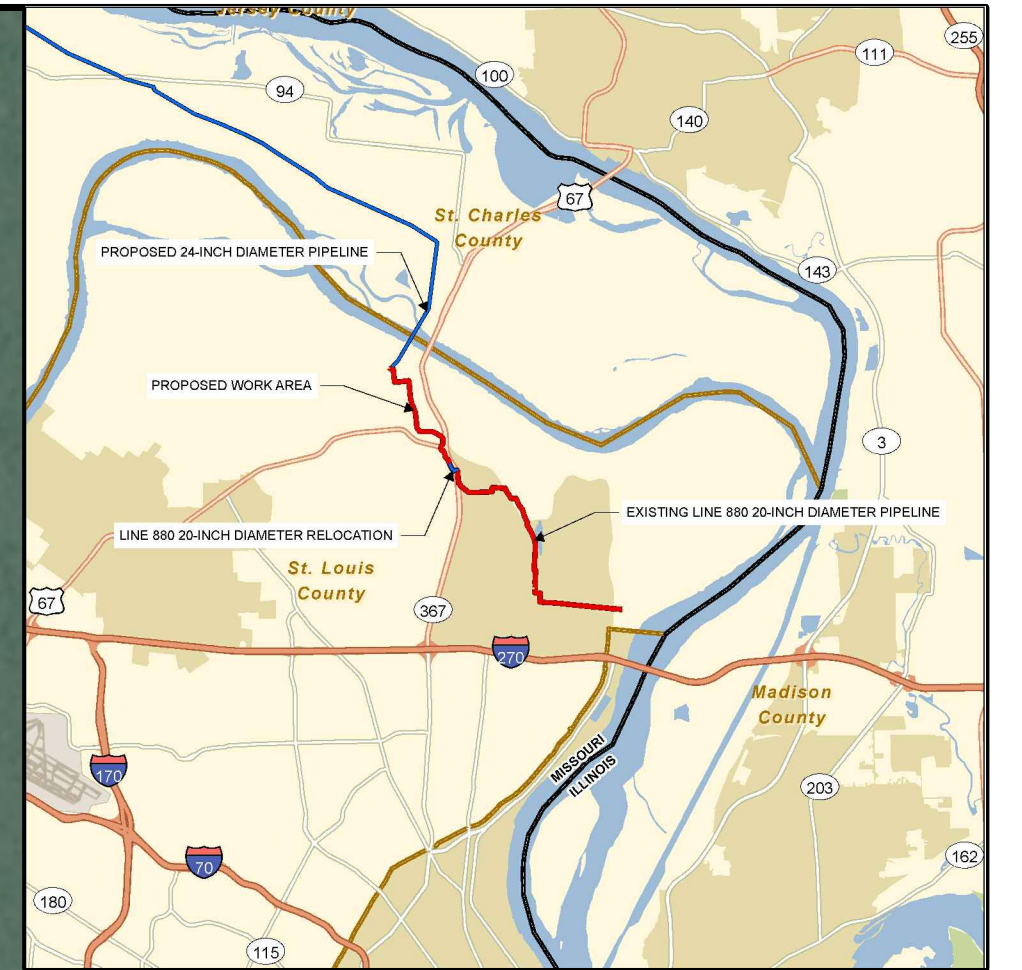 Jersey County
255
111
100
94
140
67
St. Charles
County
PROPOSED 24-INCH DIAMETER PIPELINE
143
PROPOSED WORK AREA
3
EXISTING LINE 880 20-INCH DIAMETER PIPELINE
LINE 880 20-INCH DIAMETER RELOCATION
St. Louis
County
67
367
270
Madison
County
MISSOURI
ILLINOIS
170
203
70
162
180
115